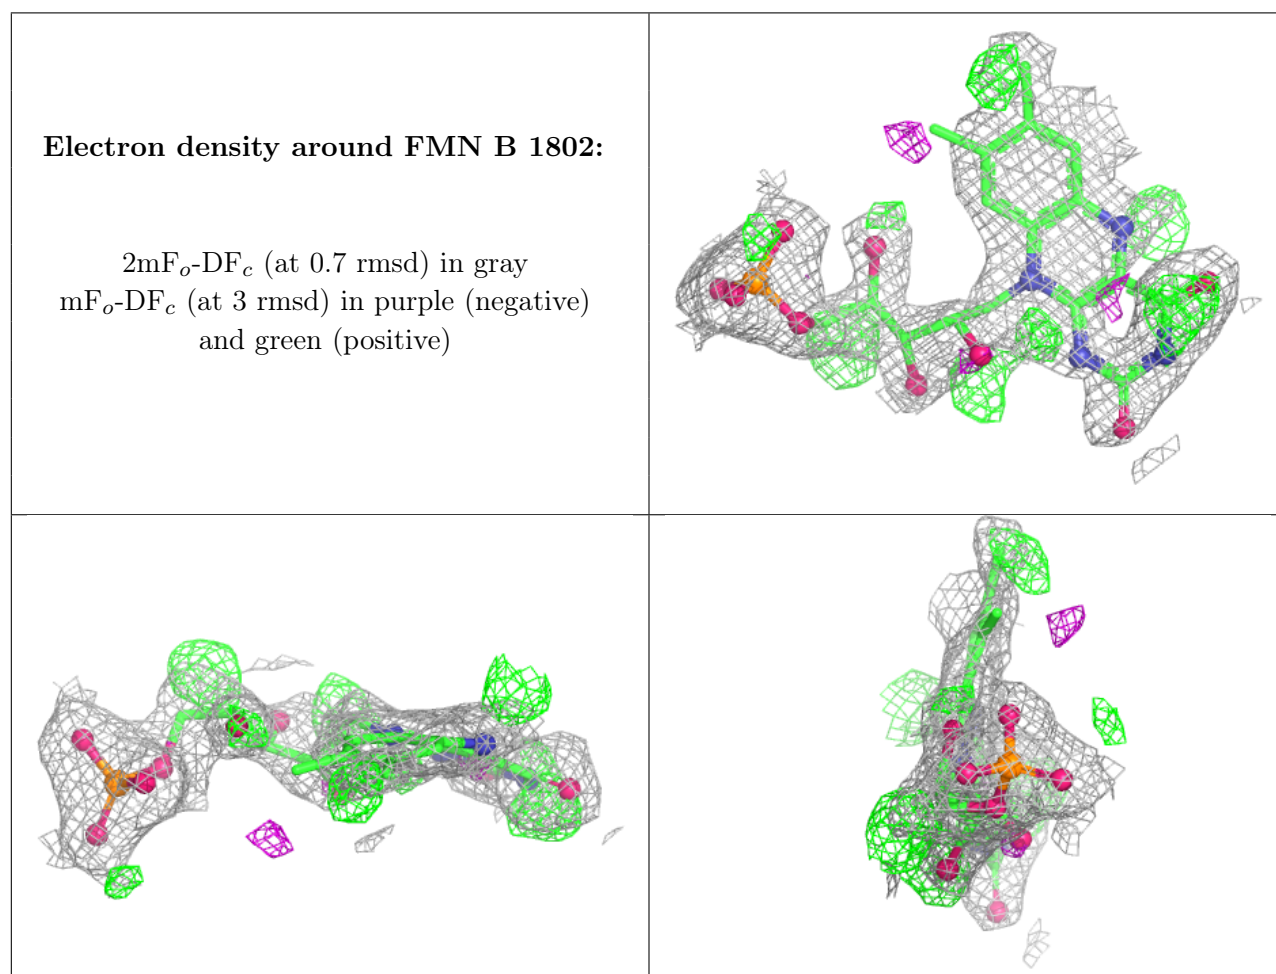 Electron density around FMN B 1802:
2mFo-DFc (at 0.7 rmsd) in gray
mFo-DFc (at 3 rmsd) in purple (negative)
and green (positive)